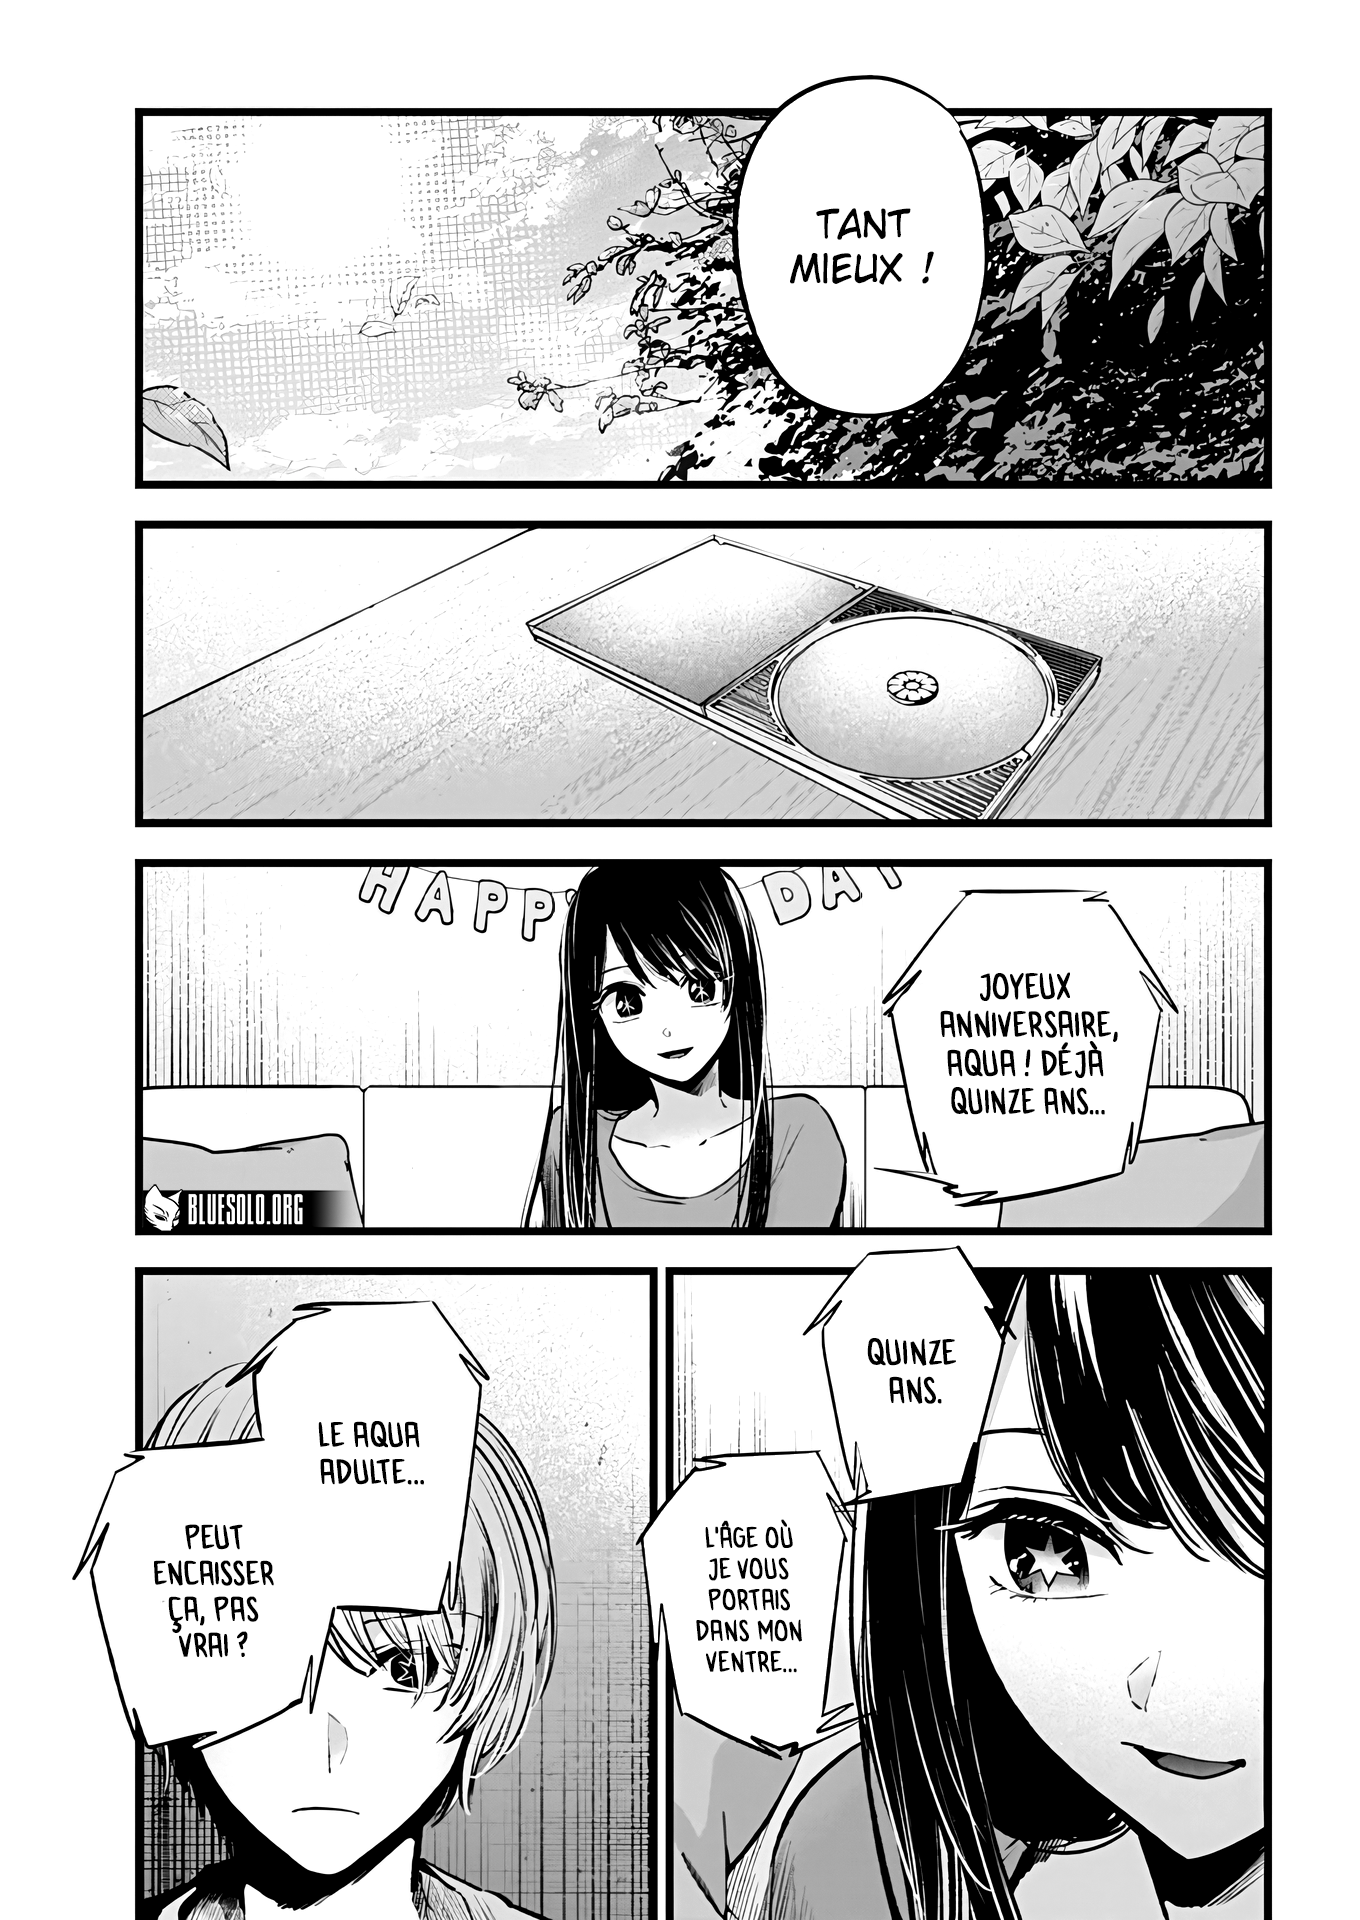 TANT
MIEUX !
HAPPY
DAY
JOYEUX
ANNIVERSAIRE,
AQUA ! DÉJÀ
QUINZE ANS...
BLUESOLO.ORG
QUINZE
ANS.
L'ÂGE OÙ
JE VOUS
PORTAIS
DANS MON
VENTRE...
LE AQUA
ADULTE...
PEUT
ENCAISSER
ÇA, PAS
VRAI ?